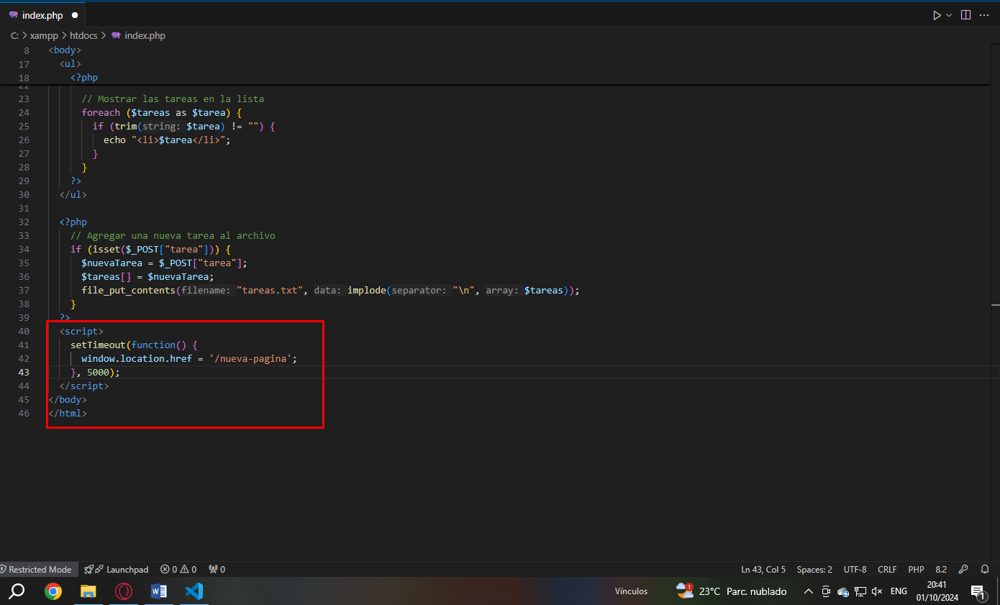 index.php
C: > xampp > htdocs > index.php
8 <body>
17 <ul>
18 <?php
22
23 // Mostrar las tareas en la lista
24 foreach ($tareas as $tarea) {
25 if (trim(string: $tarea) != "") {
26 echo "<li>$tarea</li>";
27 }
28 }
29 ?>
30 </ul>
31
32 <?php
33 // Agregar una nueva tarea al archivo
34 if (isset($_POST["tarea"])) {
35 $nuevaTarea = $_POST["tarea"];
36 $tareas[] = $nuevaTarea;
37 file_put_contents(filename: "tareas.txt", data: implode(separator: "\n", array: $tareas));
38 }
39 ?>
40 <script>
41 setTimeout(function() {
42 window.location.href = '/nueva-pagina';
43 }, 5000);
44 </script>
45 </body>
46 </html>
Restricted Mode Launchpad 0 0 0 Ln 43, Col 5 Spaces: 2 UTF-8 CRLF PHP 8.2
Vínculos 1 23°C Parc. nublado ENG 20:41
01/10/2024 1